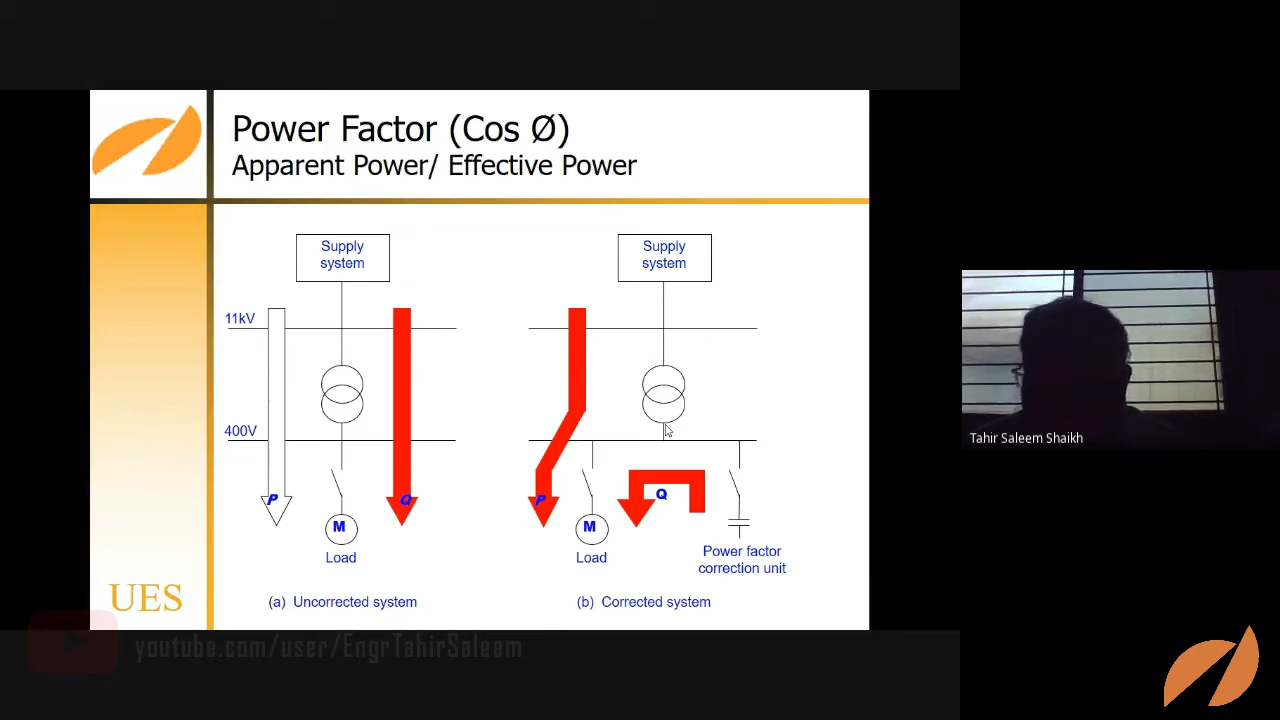 Power Factor (Cos Ø)
Apparent Power/ Effective Power
Supply
system
11kV
400V
P
Q
M
Load
(a) Uncorrected system
Supply
system
P
M
Load
Q
Power factor
correction unit
(b) Corrected system
UES
Tahir Saleem Shaikh
youtube.com/user/EngrTahirSaleem